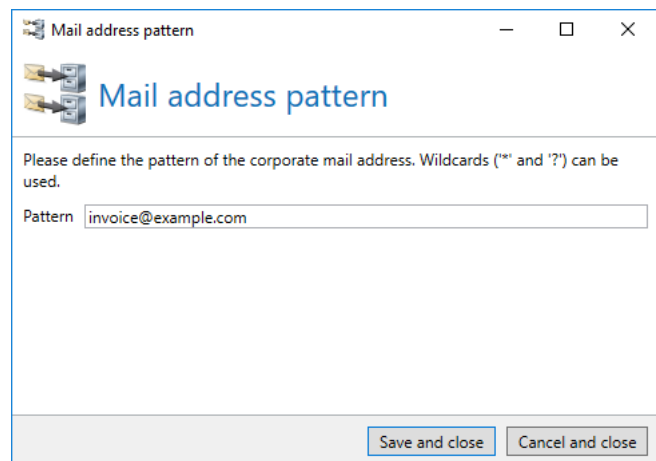 Mail address pattern
Mail address pattern
Please define the pattern of the corporate mail address. Wildcards ('*' and '?') can be
used.
Pattern invoice@example.com
Save and close Cancel and close